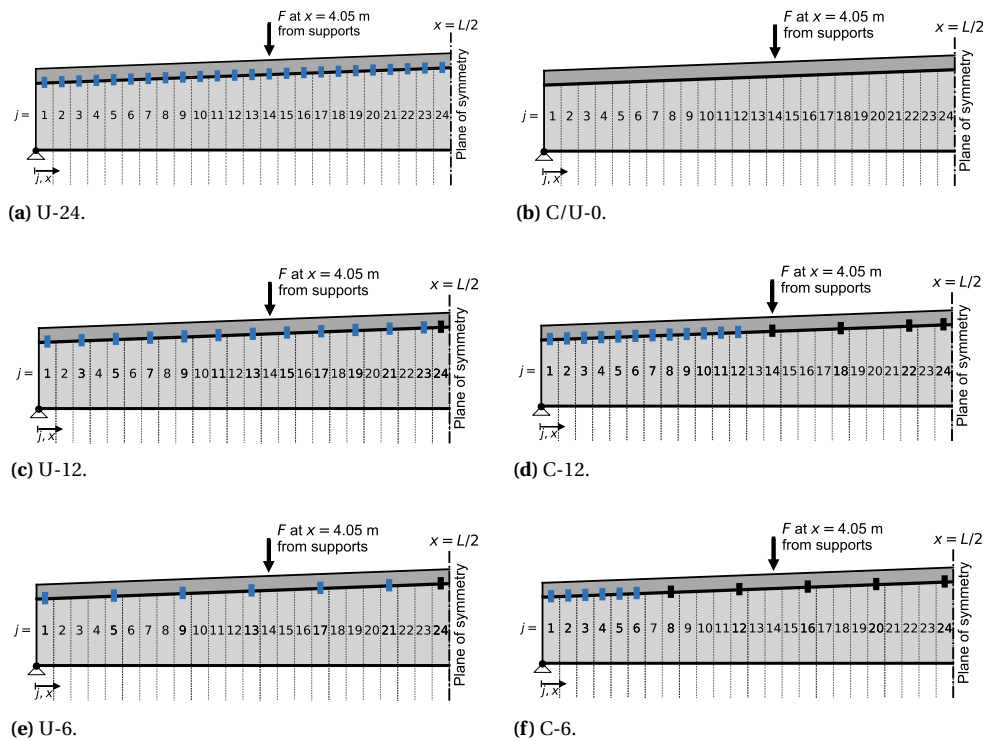 F at x = 4.05 m
from supports
x = L/2
j = 1 2 3 4 5 6 7 8 9 10 11 12 13 14 15 16 17 18 19 20 21 22 23 24
Plane of symmetry
j, x
(a) U-24.
F at x = 4.05 m
from supports
x = L/2
j = 1 2 3 4 5 6 7 8 9 10 11 12 13 14 15 16 17 18 19 20 21 22 23 24
Plane of symmetry
j, x
(b) C/U-0.
F at x = 4.05 m
from supports
x = L/2
j = 1 2 3 4 5 6 7 8 9 10 11 12 13 14 15 16 17 18 19 20 21 22 23 24
Plane of symmetry
j, x
(c) U-12.
F at x = 4.05 m
from supports
x = L/2
j = 1 2 3 4 5 6 7 8 9 10 11 12 14 15 16 17 18 19 20 21 22 23 24
Plane of symmetry
j, x
(d) C-12.
F at x = 4.05 m
from supports
x = L/2
j = 1 2 3 4 5 6 7 8 9 10 11 12 13 14 15 16 17 18 19 20 21 22 23 24
Plane of symmetry
j, x
(e) U-6.
F at x = 4.05 m
from supports
x = L/2
j = 1 2 3 4 5 6 8 9 10 11 12 13 14 15 16 17 18 19 20 21 22 23 24
Plane of symmetry
j, x
(f) C-6.